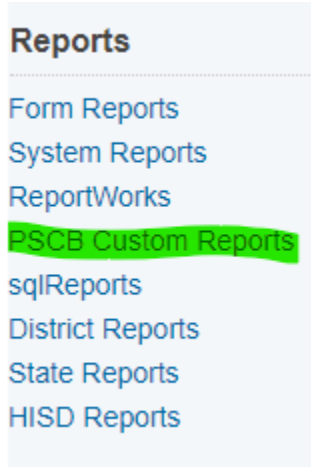 Reports
Form Reports
System Reports
ReportWorks
PSCB Custom Reports
sqlReports
District Reports
State Reports
HISD Reports